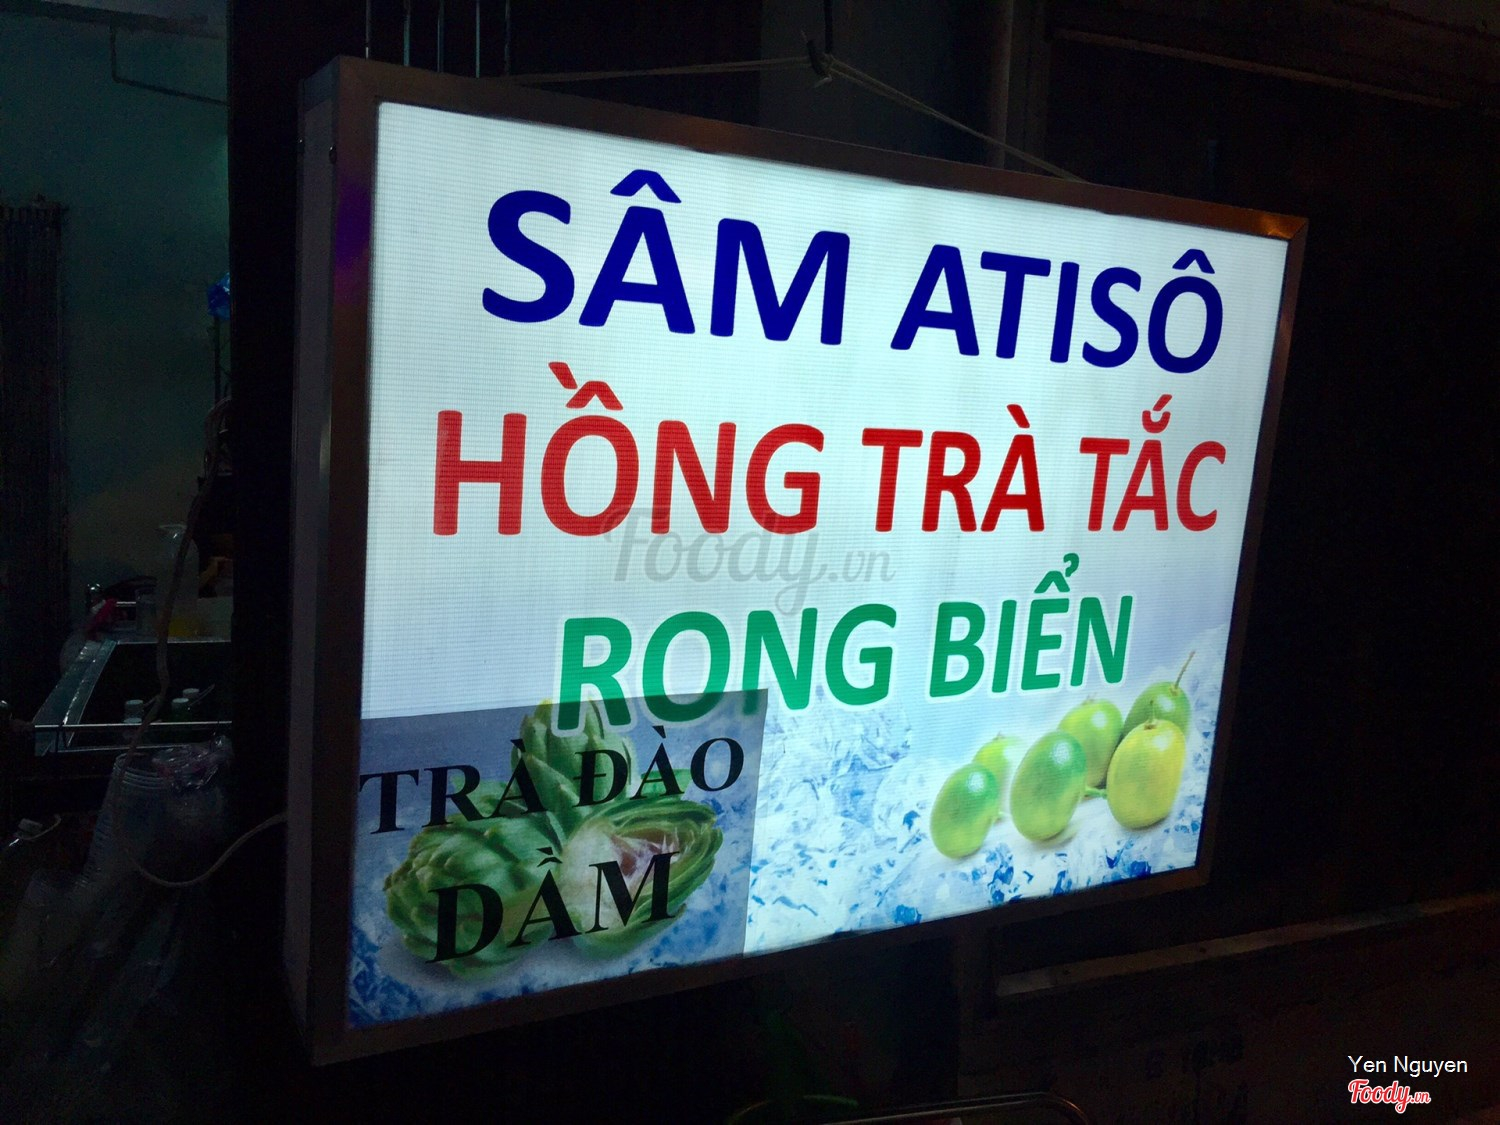 SÂM ATISÔ
HỒNG TRÀ TẮC
Foody.vn
RONG BIỂN
TRÀ ĐÀO
DẦM
Yen Nguyen
Foody.vn